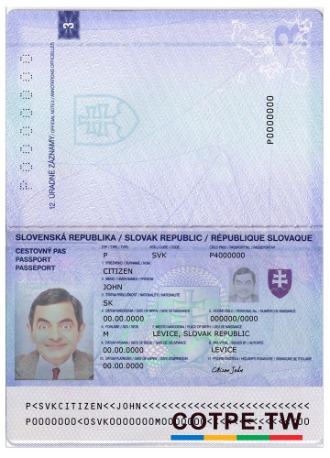 3
P0000000
12. ÚRADNÉ ZÁZNAMY / OFFICIAL NOTES / ANNOTATIONS OFFICIELLES
P0000000
SLOVENSKÁ REPUBLIKA / SLOVAK REPUBLIC / RÉPUBLIQUE SLOVAQUE
CESTOVNÝ PAS
PASSPORT
PASSEPORT
P SVK P4000000
CITIZEN
JOHN
SK
00.00.0000 000000/0000
M LEVICE, SLOVAK REPUBLIC
00.00.0000 LEVICE
00.00.0000
Citizen John
P<SVKCITIZEN<<JOHN<<<<<<<<<<<<<<<<<<<<<<<<<<
COTPE.TW